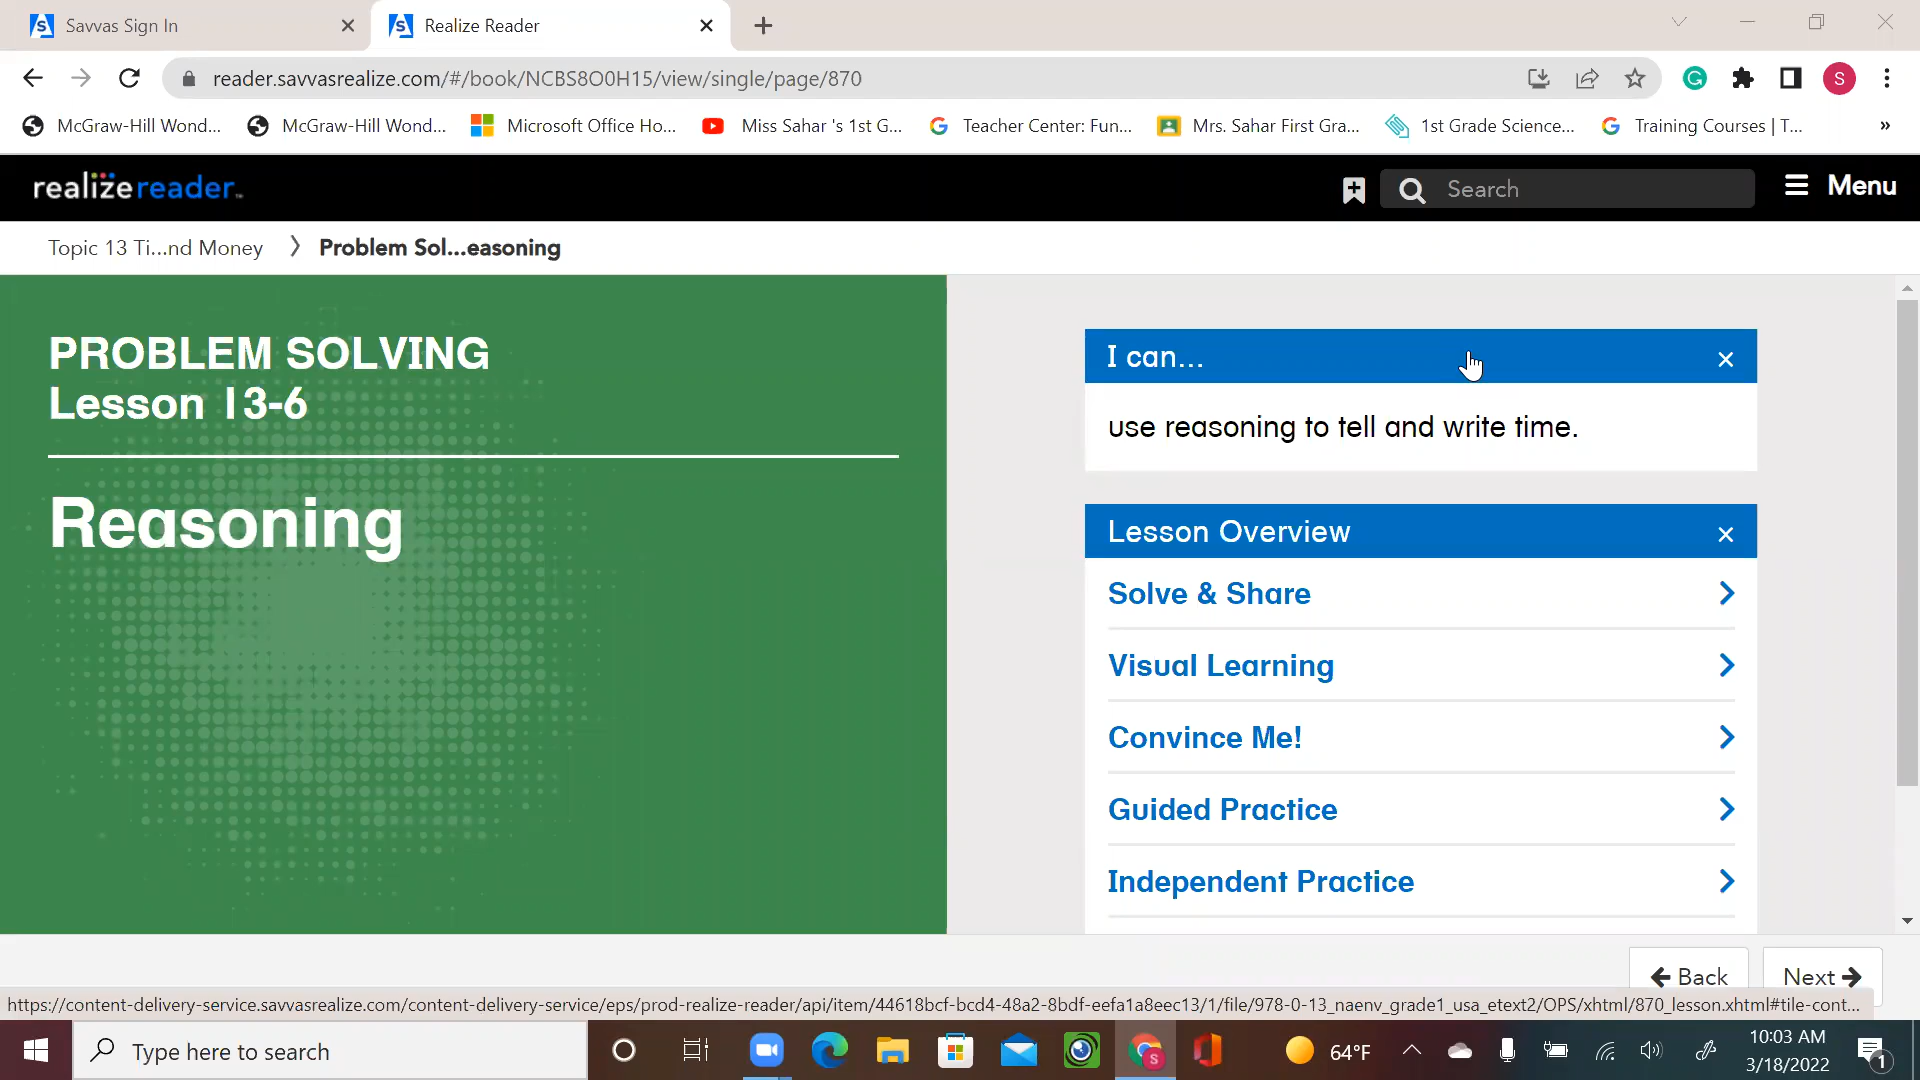 Savvas Sign In
Realize Reader
reader.savvasrealize.com/#/book/NCBS8O0H15/view/single/page/870
S
McGraw-Hill Wond...
McGraw-Hill Wond...
Microsoft Office Ho...
Miss Sahar 's 1st G...
Teacher Center: Fun...
Mrs. Sahar First Gra...
1st Grade Science...
Training Courses | T...
»
realizereader™
Search
Menu
Topic 13 Ti...nd Money
Problem Sol...easoning
PROBLEM SOLVING
Lesson 13-6
Reasoning
I can...
use reasoning to tell and write time.
Lesson Overview
Solve & Share
Visual Learning
Convince Me!
Guided Practice
Independent Practice
Back
Next
https://content-delivery-service.savvasrealize.com/content-delivery-service/eps/prod-realize-reader/api/item/44618bcf-bcd4-48a2-8bdf-eefa1a8eec13/1/file/978-0-13_naenv_grade1_usa_etext2/OPS/xhtml/870_lesson.xhtml#tile-cont...
Type here to search
64°F
10:03 AM
3/18/2022
1